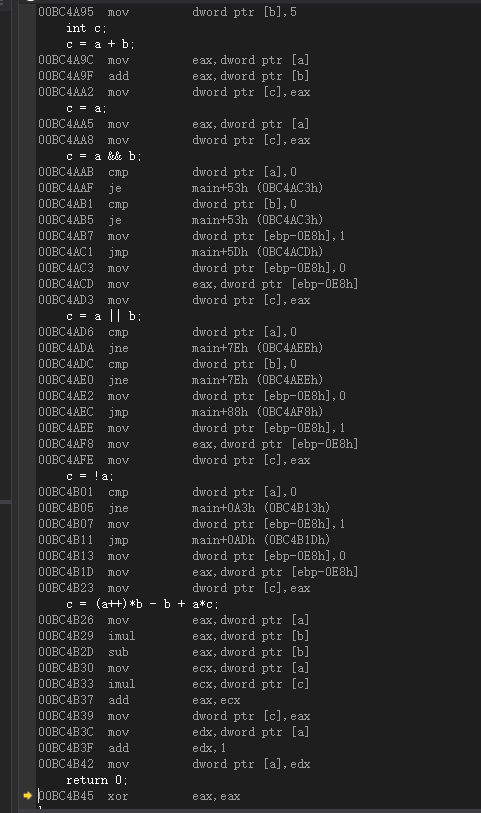 00BC4A95 mov dword ptr [b],5
int c;
c = a + b;
00BC4A9C mov eax,dword ptr [a]
00BC4A9F add eax,dword ptr [b]
00BC4AA2 mov dword ptr [c],eax
c = a;
00BC4AA5 mov eax,dword ptr [a]
00BC4AA8 mov dword ptr [c],eax
c = a && b;
00BC4AAB cmp dword ptr [a],0
00BC4AAF je main+53h (0BC4AC3h)
00BC4AB1 cmp dword ptr [b],0
00BC4AB5 je main+53h (0BC4AC3h)
00BC4AB7 mov dword ptr [ebp-0E8h],1
00BC4AC1 jmp main+5Dh (0BC4ACDh)
00BC4AC3 mov dword ptr [ebp-0E8h],0
00BC4ACD mov eax,dword ptr [ebp-0E8h]
00BC4AD3 mov dword ptr [c],eax
c = a || b;
00BC4AD6 cmp dword ptr [a],0
00BC4ADA jne main+7Eh (0BC4AEEh)
00BC4ADC cmp dword ptr [b],0
00BC4AE0 jne main+7Eh (0BC4AEEh)
00BC4AE2 mov dword ptr [ebp-0E8h],0
00BC4AEC jmp main+88h (0BC4AF8h)
00BC4AEE mov dword ptr [ebp-0E8h],1
00BC4AF8 mov eax,dword ptr [ebp-0E8h]
00BC4AFE mov dword ptr [c],eax
c = !a;
00BC4B01 cmp dword ptr [a],0
00BC4B05 jne main+0A3h (0BC4B13h)
00BC4B07 mov dword ptr [ebp-0E8h],1
00BC4B11 jmp main+0ADh (0BC4B1Dh)
00BC4B13 mov dword ptr [ebp-0E8h],0
00BC4B1D mov eax,dword ptr [ebp-0E8h]
00BC4B23 mov dword ptr [c],eax
c = (a++)*b - b + a*c;
00BC4B26 mov eax,dword ptr [a]
00BC4B29 imul eax,dword ptr [b]
00BC4B2D sub eax,dword ptr [b]
00BC4B30 mov ecx,dword ptr [a]
00BC4B33 imul ecx,dword ptr [c]
00BC4B37 add eax,ecx
00BC4B39 mov dword ptr [c],eax
00BC4B3C mov edx,dword ptr [a]
00BC4B3F add edx,1
00BC4B42 mov dword ptr [a],edx
return 0;
00BC4B45 xor eax,eax